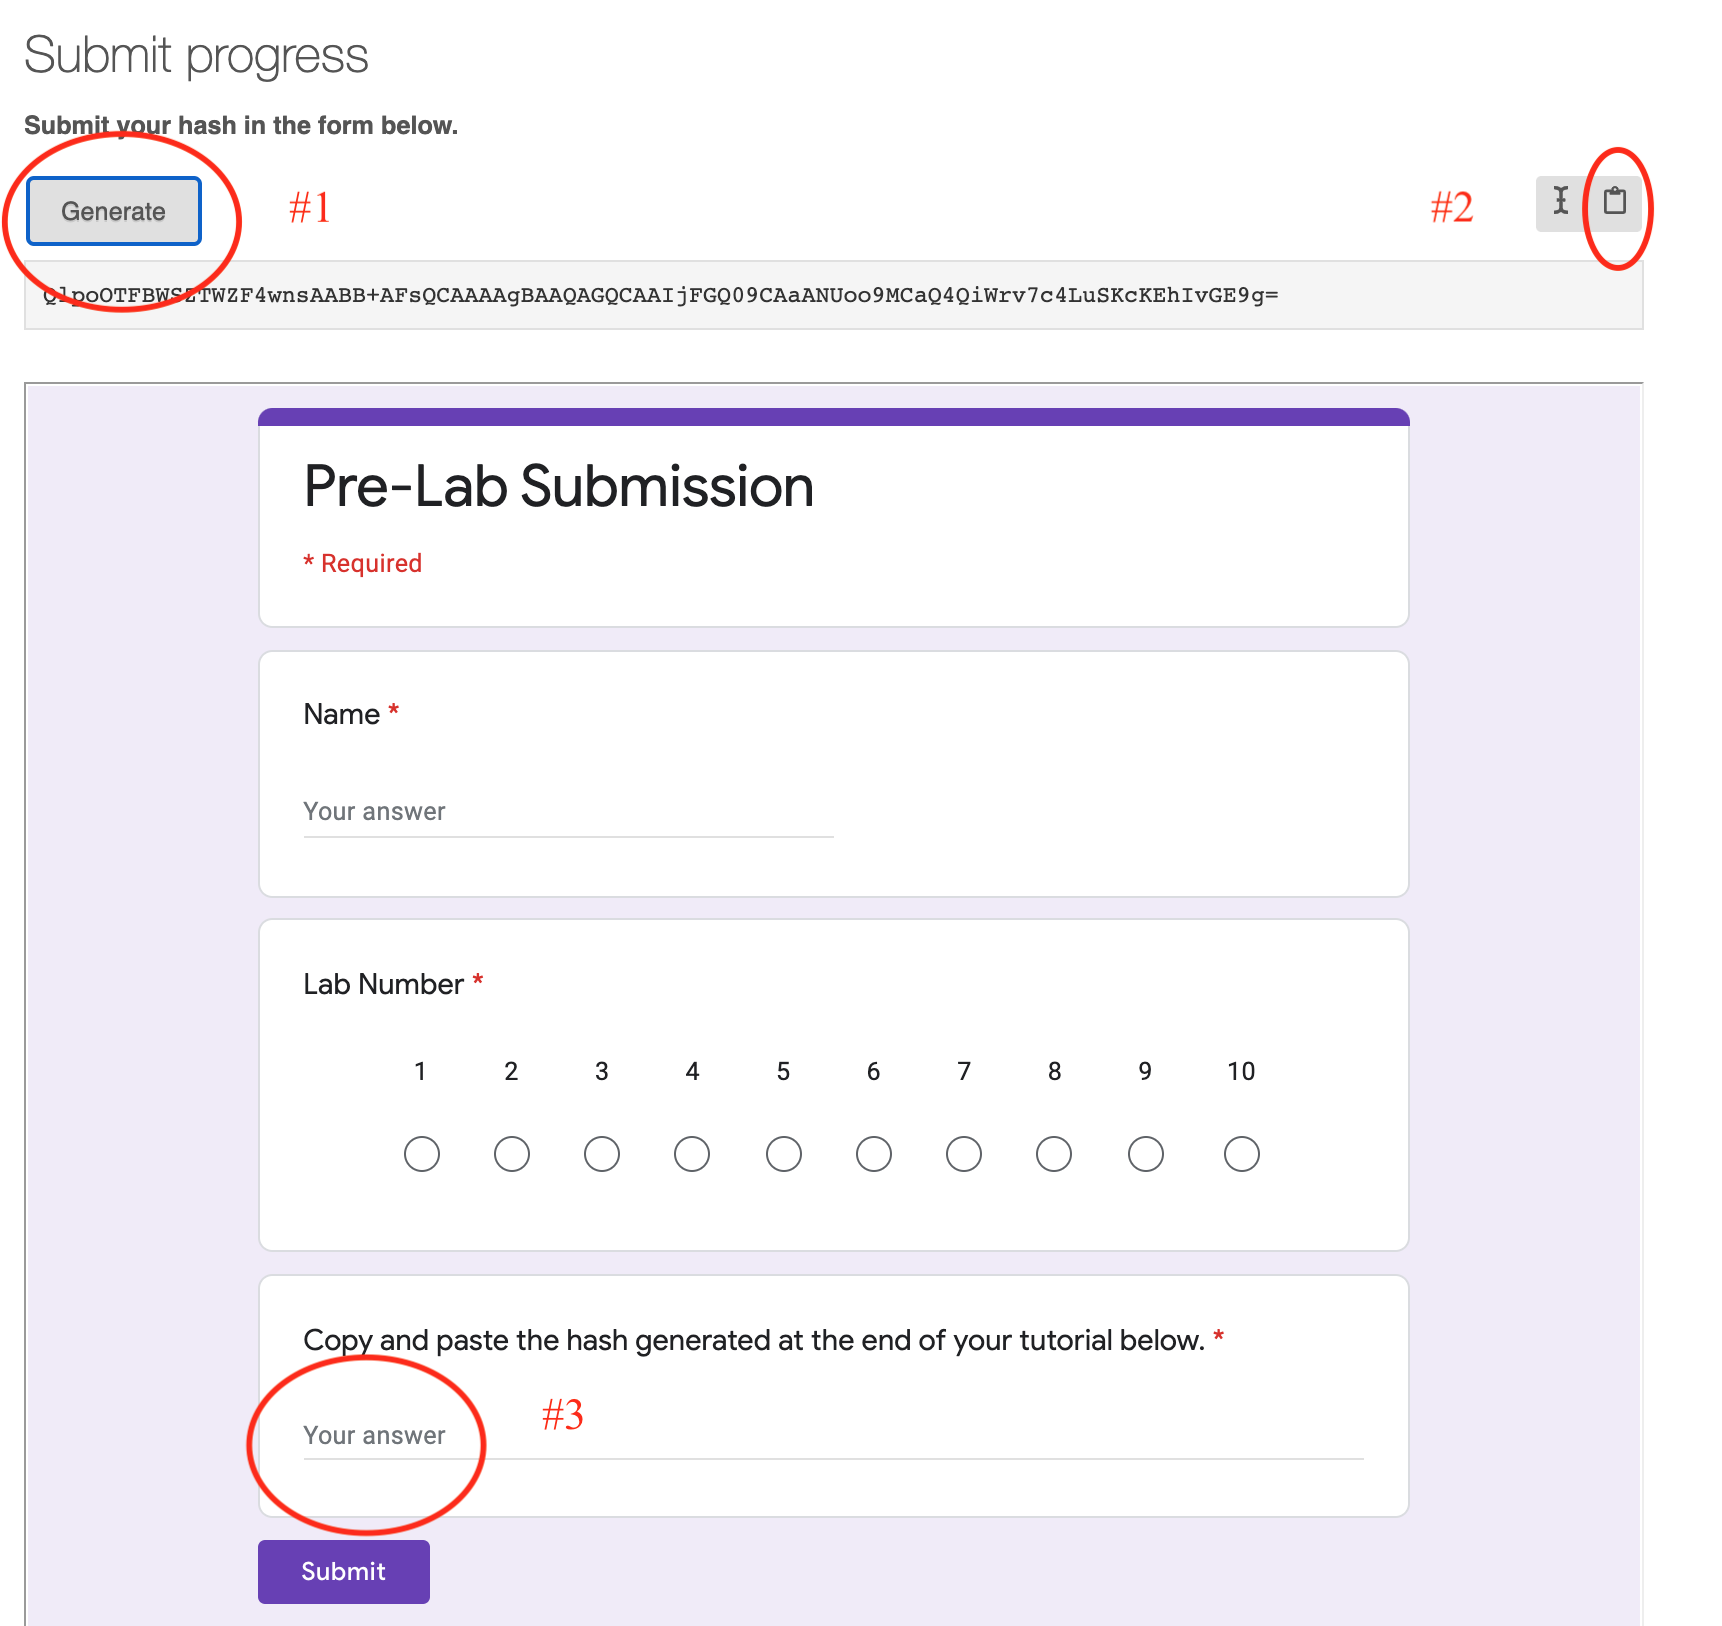 Submit progress
Submit your hash in the form below.
Generate #1 #2
QlpoOTFBWSZTWZF4wnsAABB+AFsQCAAAAgBAAQAGQCAAIjFGQ09CAaANUoo9MCaQ4QiWrv7c4LuSKcKEhIvGE9g=
Pre-Lab Submission
* Required
Name *
Your answer
Lab Number *
1 2 3 4 5 6 7 8 9 10
Copy and paste the hash generated at the end of your tutorial below. *
Your answer #3
Submit